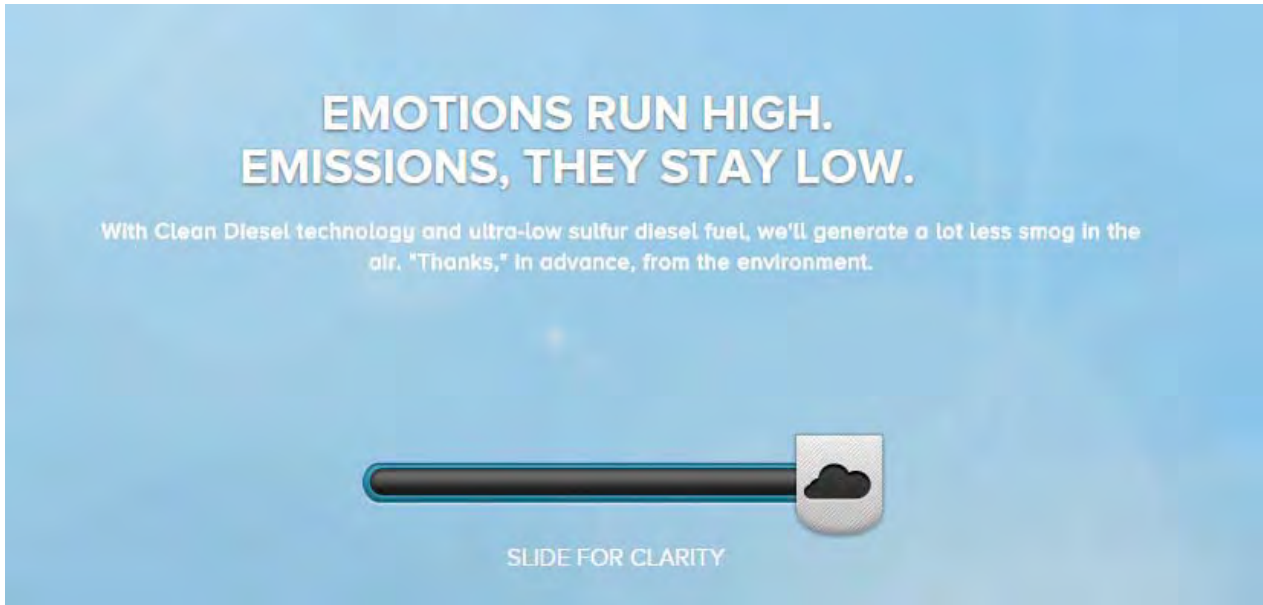 EMOTIONS RUN HIGH.
EMISSIONS, THEY STAY LOW.
With Clean Diesel technology and ultra-low sulfur diesel fuel, we'll generate a lot less smog in the
air. "Thanks," in advance, from the environment.
SLIDE FOR CLARITY